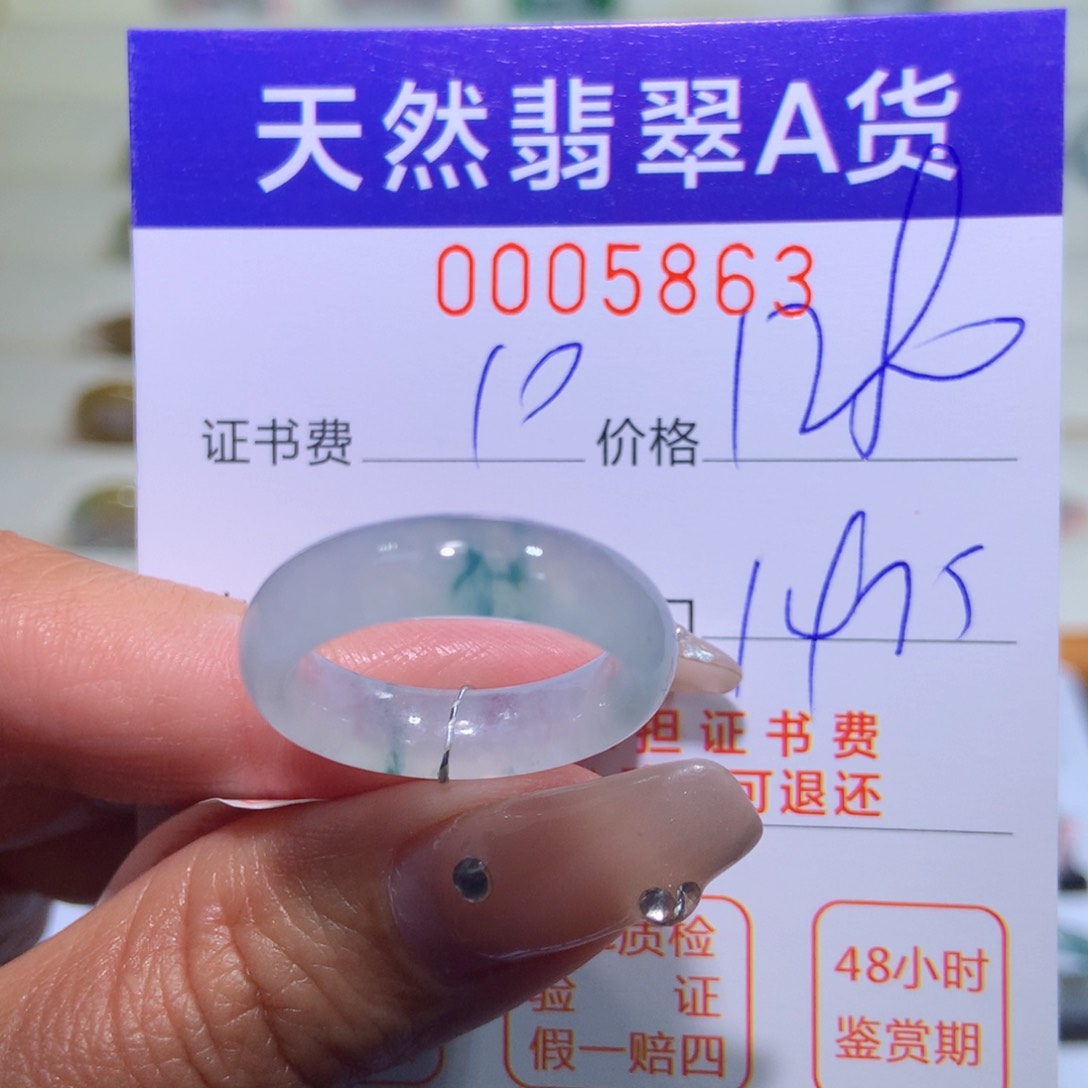 天然翡翠A货
0005863
证书费 10 价格 12
14.5
担证书费
可退还
质检
验 证
假一赔四
48小时
鉴赏期